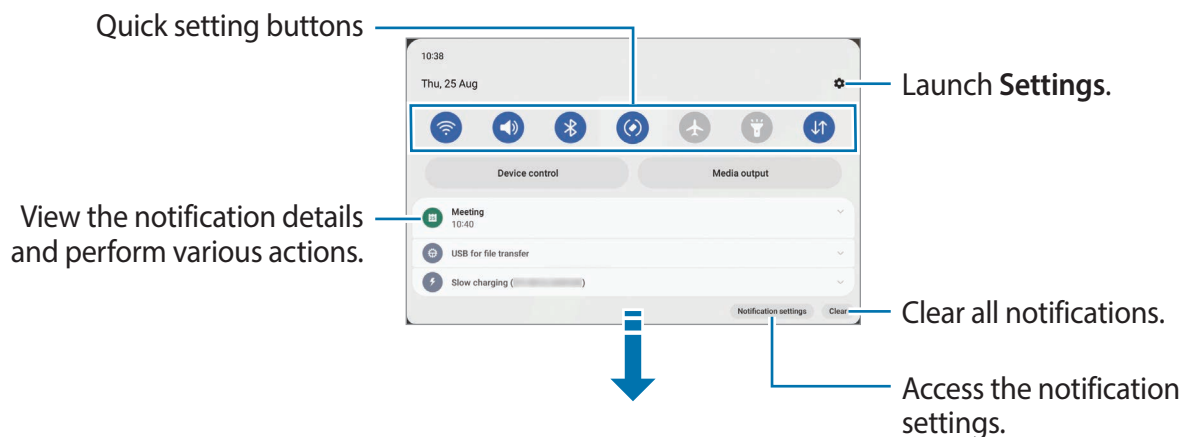 Quick setting buttons
10:38
Thu, 25 Aug
Launch Settings.
Device control
Media output
View the notification details
and perform various actions.
Meeting
10:40
USB for file transfer
Slow charging ( )
Notification settings
Clear
Clear all notifications.
Access the notification
settings.